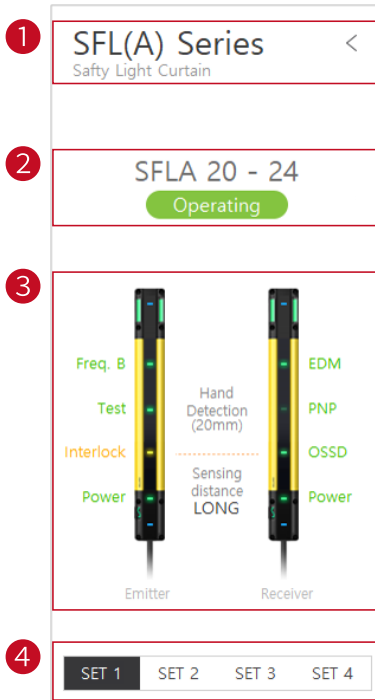 1
SFL(A) Series <
Safty Light Curtain
2
SFLA 20 - 24
Operating
3
Freq. B
EDM
Hand
Detection
(20mm)
Test
PNP
Interlock
OSSD
Sensing
distance
LONG
Power
Power
Emitter
Receiver
4
SET 1 SET 2 SET 3 SET 4